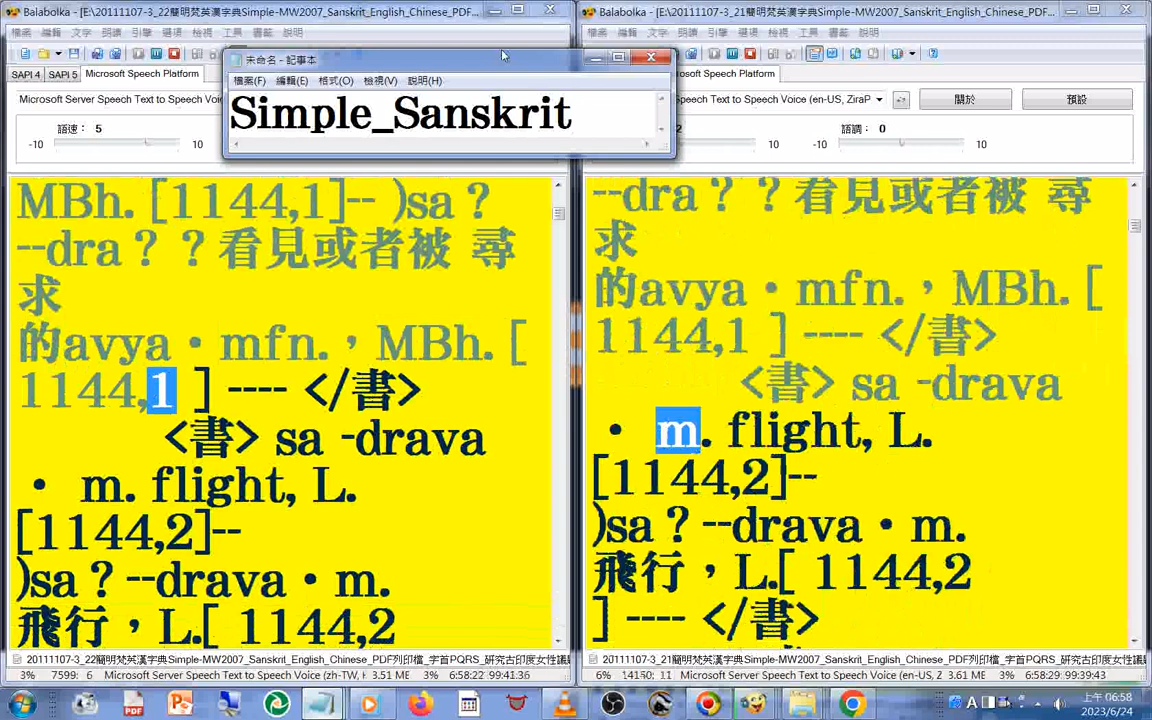 Balabolka - [E:\20111107-3_22簡明梵英漢字典Simple-MW2007_Sanskrit_English_Chinese_PDF...
Balabolka - [E:\20111107-3_21簡明梵英漢字典Simple-MW2007_Sanskrit_English_Chinese_PDF...
SAPI 4 SAPI 5 Microsoft Speech Platform
Microsoft Server Speech Text to Speech Voice
語速： 5
-10 10
未命名 - 記事本
檔案(F) 編輯(E) 格式(O) 檢視(V) 說明(H)
Simple_Sanskrit
Speech Platform
Speech Text to Speech Voice (en-US, ZiraP
關於 預設
語調： 0
10 -10 10
MBh. [1144,1]-- )sa？
--dra？？看見或者被 尋
求
的avya•mfn.，MBh. [
1144,1 ] ---- </書>
<書> sa -drava
• m. flight, L.
[1144,2]--
)sa？--drava•m.
飛行，L.[ 1144,2
--dra？？看見或者被 尋
求
的avya•mfn.，MBh. [
1144,1 ] ---- </書>
<書> sa -drava
• m. flight, L.
[1144,2]--
)sa？--drava•m.
飛行，L.[ 1144,2
] ---- </書>
20111107-3_22簡明梵英漢字典Simple-MW2007_Sanskrit_English_Chinese_PDF列印檔_字首PQRS_研究古印度女性議題
3% 7599: 6 Microsoft Server Speech Text to Speech Voice (zh-TW, H 3.51 MB 3% 6:58:22 99:41:36
20111107-3_21簡明梵英漢字典Simple-MW2007_Sanskrit_English_Chinese_PDF列印檔_字首PQRS_研究古印度女性議
6% 14150: 11 Microsoft Server Speech Text to Speech Voice (en-US, Z 3.61 MB 3% 6:58:29 99:39:43
上午 06:58
2023/6/24